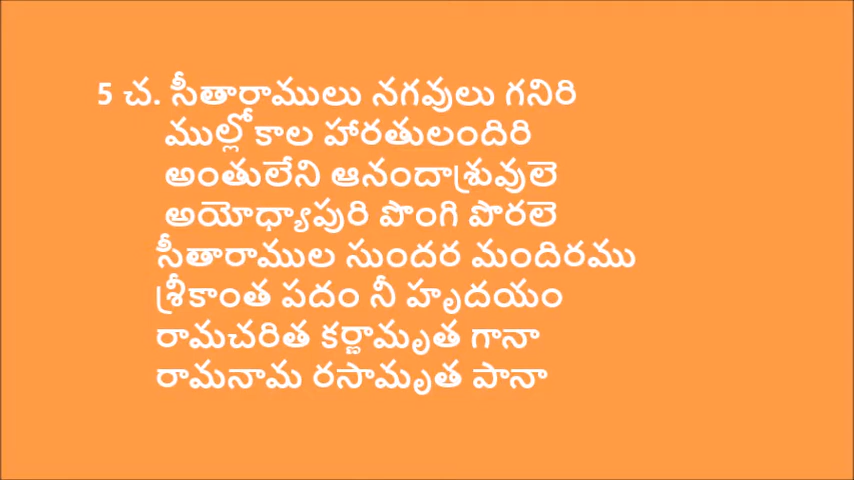 5 చ. సీతారాములు నగవులు గనిరి
ముల్లోకాల హారతులందిరి
అంతులేని ఆనందాశ్రువులె
అయోధ్యాపురి పొంగి పొరలె
సీతారాముల సుందర మందిరము
శ్రీకాంత పదం నీ హృదయం
రామచరిత కర్ణామృత గానా
రామనామ రసామృత పానా